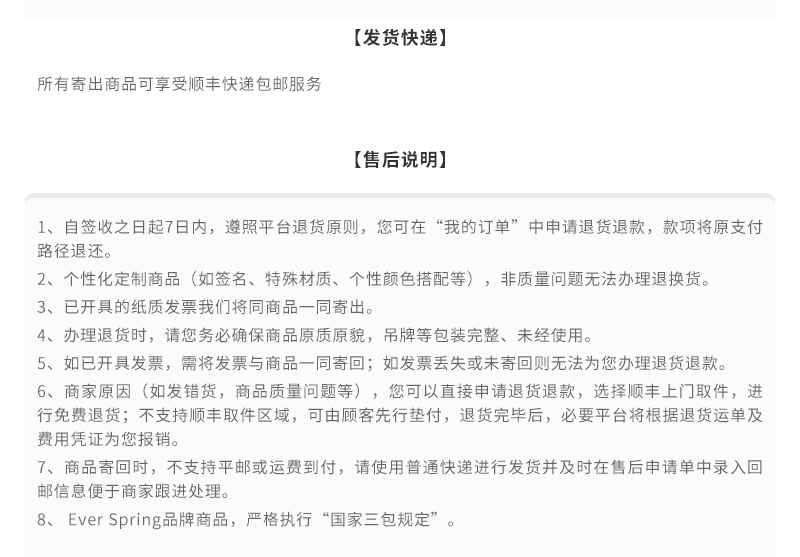 【发货快递】
所有寄出商品可享受顺丰快递包邮服务
【售后说明】
1、自签收之日起7日内，遵照平台退货原则，您可在“我的订单”中申请退货退款，款项将原支付
路径退还。
2、个性化定制商品（如签名、特殊材质、个性颜色搭配等），非质量问题无法办理退换货。
3、已开具的纸质发票我们将同商品一同寄出。
4、办理退货时，请您务必确保商品原质原貌，吊牌等包装完整、未经使用。
5、如已开具发票，需将发票与商品一同寄回；如发票丢失或未寄回则无法为您办理退货退款。
6、商家原因（如发错货，商品质量问题等），您可以直接申请退货退款，选择顺丰上门取件，进
行免费退货；不支持顺丰取件区域，可由顾客先行垫付，退货完毕后，必要平台将根据退货运单及
费用凭证为您报销。
7、商品寄回时，不支持平邮或运费到付，请使用普通快递进行发货并及时在售后申请单中录入回
邮信息便于商家跟进处理。
8、 Ever Spring品牌商品，严格执行“国家三包规定”。